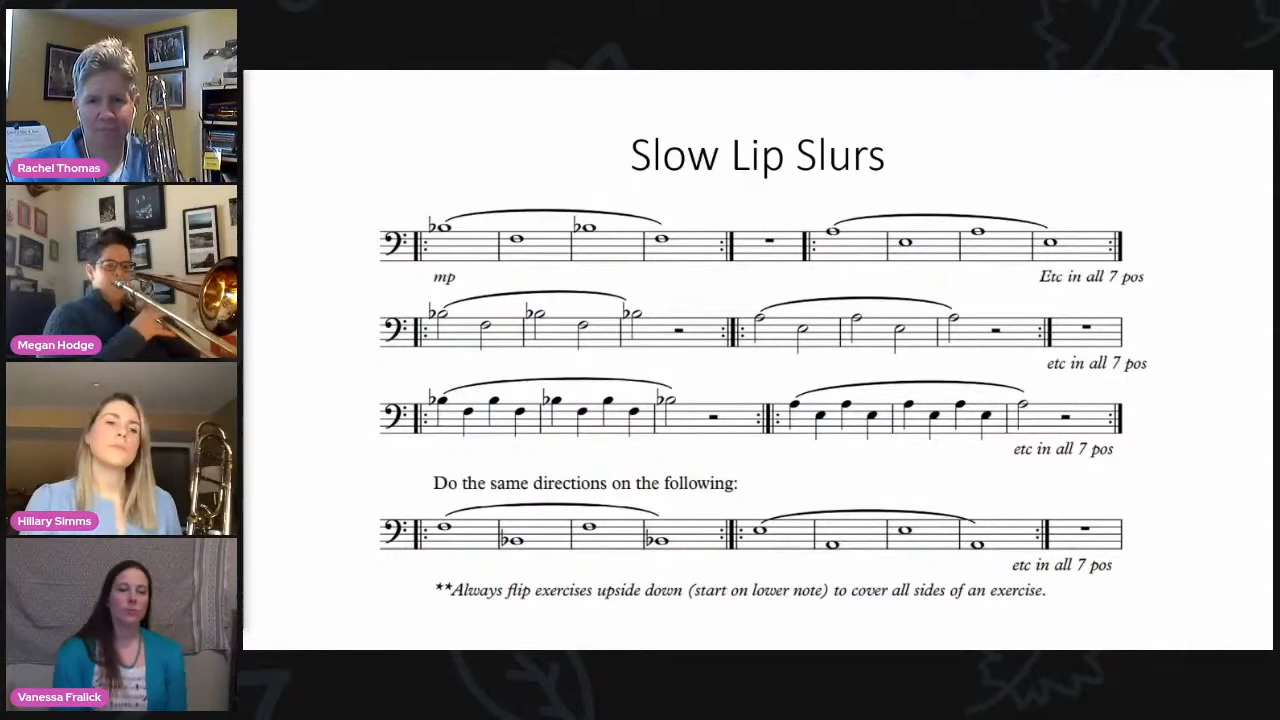 Rachel Thomas
Megan Hodge
Hillary Simms
Vanessa Fralick
Slow Lip Slurs
mp
Etc in all 7 pos
etc in all 7 pos
etc in all 7 pos
Do the same directions on the following:
etc in all 7 pos
**Always flip exercises upside down (start on lower note) to cover all sides of an exercise.